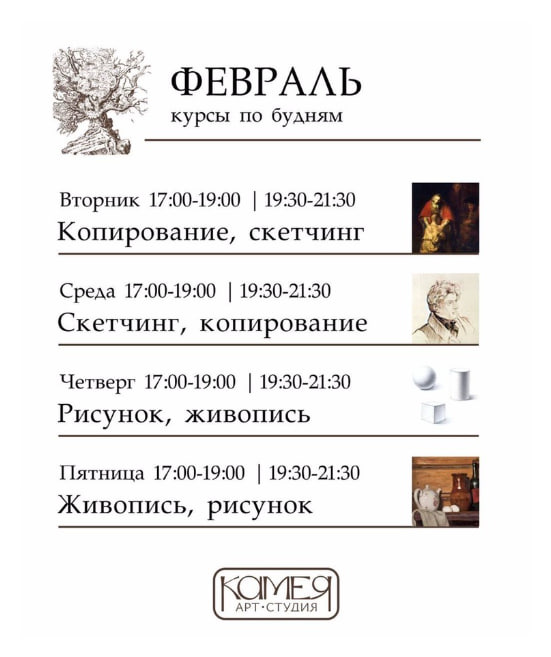 ФЕВРАЛЬ
курсы по будням
Вторник 17:00-19:00 | 19:30-21:30
Копирование, скетчинг
Среда 17:00-19:00 | 19:30-21:30
Скетчинг, копирование
Четверг 17:00-19:00 | 19:30-21:30
Рисунок, живопись
Пятница 17:00-19:00 | 19:30-21:30
Живопись, рисунок
КАМЕЯ
АРТ·СТУДИЯ